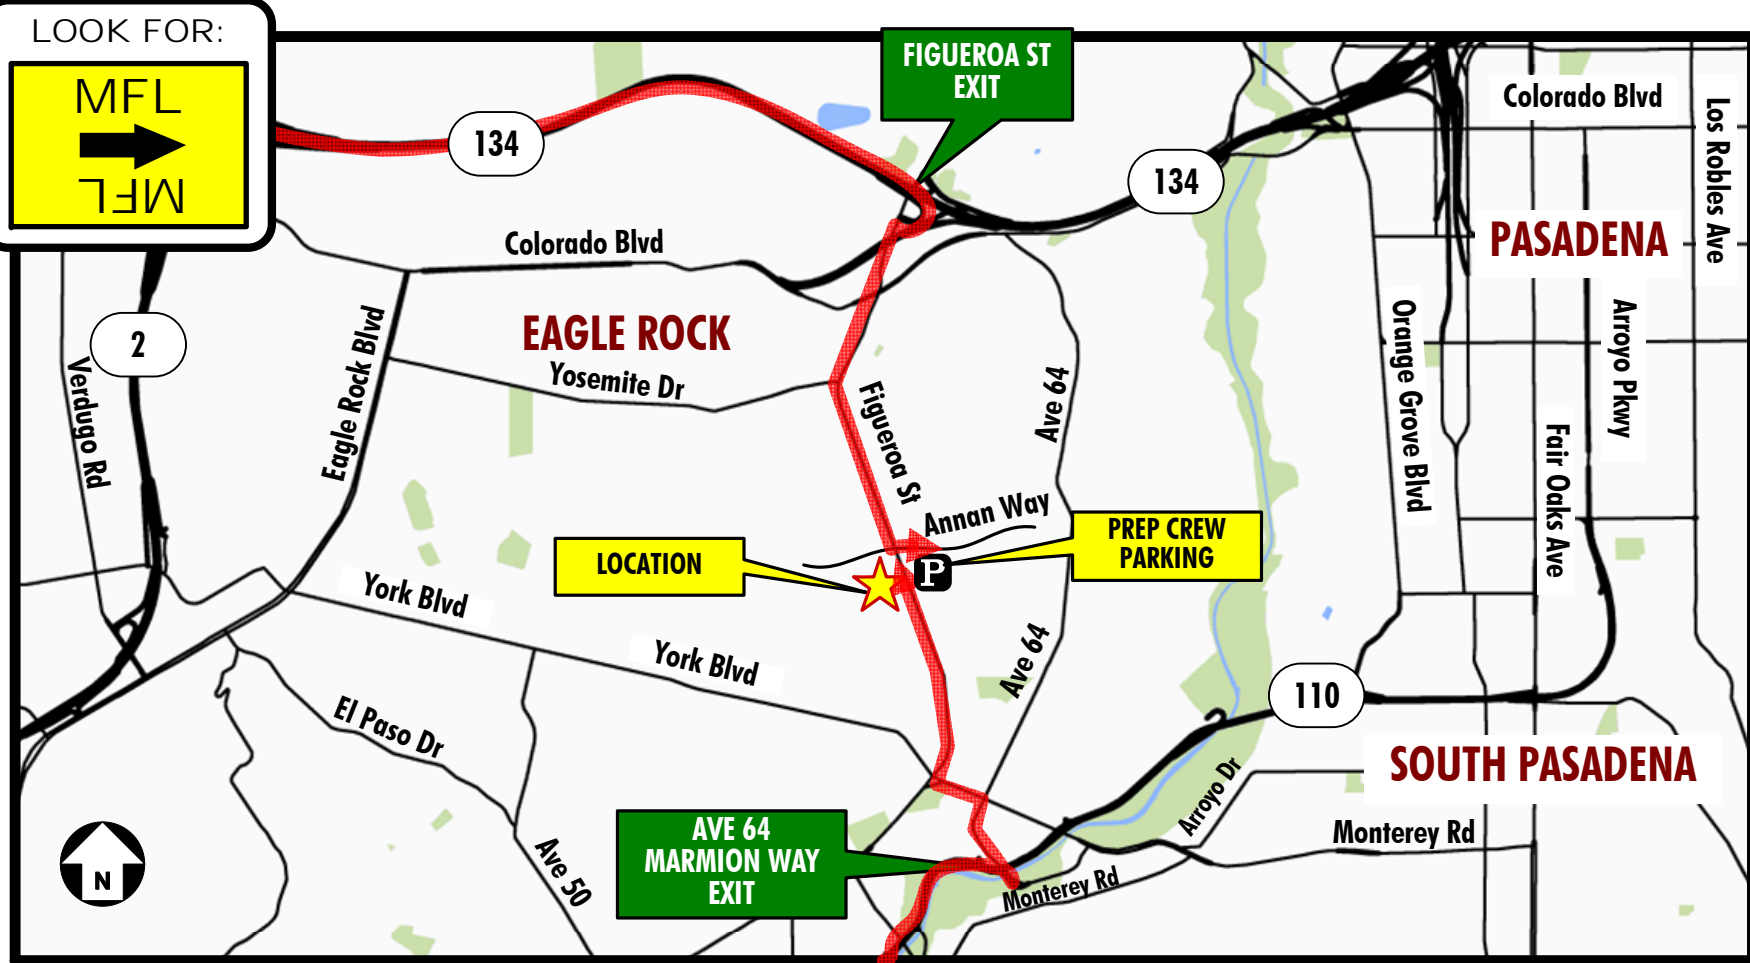 LOOK FOR:
MFL
MFL
FIGUEROA ST
EXIT
134
134
Colorado Blvd
Los Robles Ave
PASADENA
Colorado Blvd
EAGLE ROCK
2
Verdugo Rd
Eagle Rock Blvd
Yosemite Dr
Figueroa St
Ave 64
Orange Grove Blvd
Arroyo Pkwy
Fair Oaks Ave
Annan Way
PREP CREW
PARKING
LOCATION
P
York Blvd
York Blvd
Ave 64
El Paso Dr
110
SOUTH PASADENA
Arroyo Dr
Monterey Rd
AVE 64
MARMION WAY
EXIT
Ave 50
Monterey Rd
N